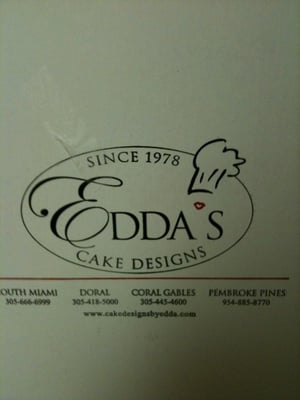 SINCE 1978
EDDA'S
CAKE DESIGNS
OUTH MIAMI DORAL CORAL GABLES PEMBROKE PINES
305-666-6999 305-418-5000 305-445-4600 954-885-8770
www.cakedesignsbyedda.com